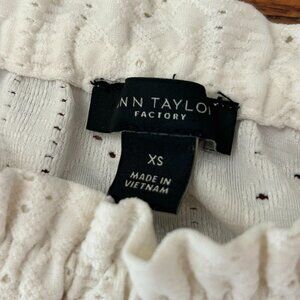 NN TAYLO
FACTORY
XS
MADE IN
VIETNAM